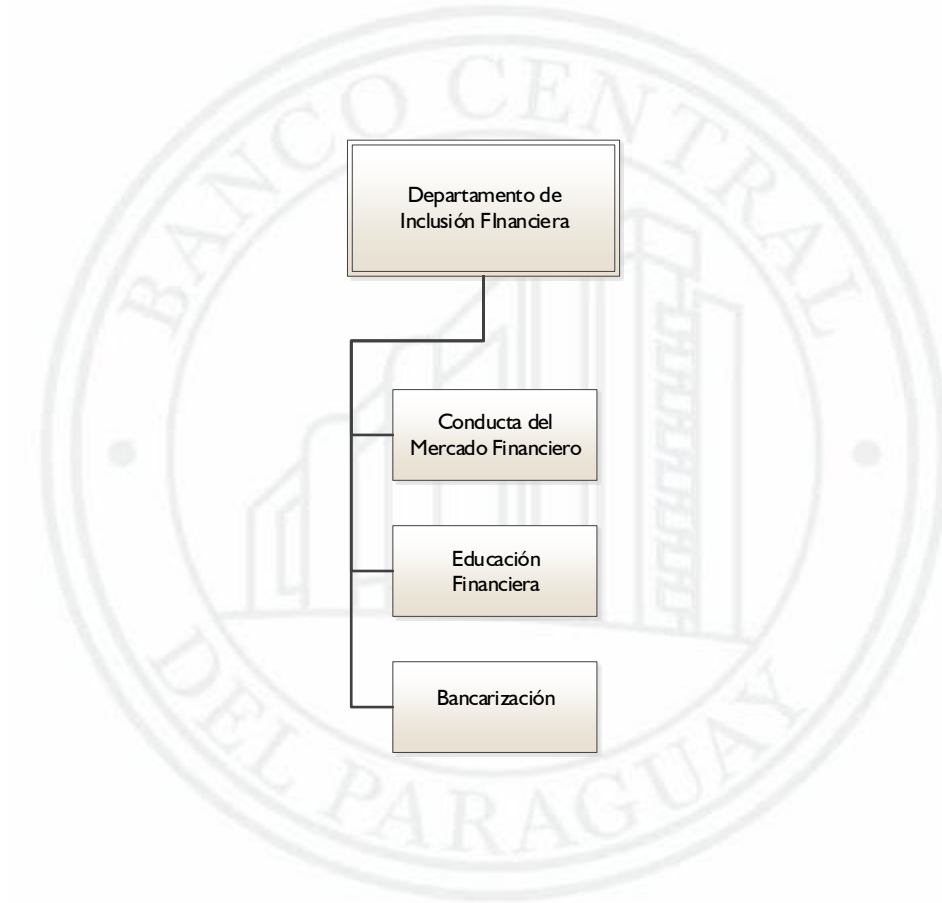 BANCO CENTRAL
DEL PARAGUAY
Departamento de
Inclusión FInanciera
Conducta del
Mercado Financiero
Educación
Financiera
Bancarización